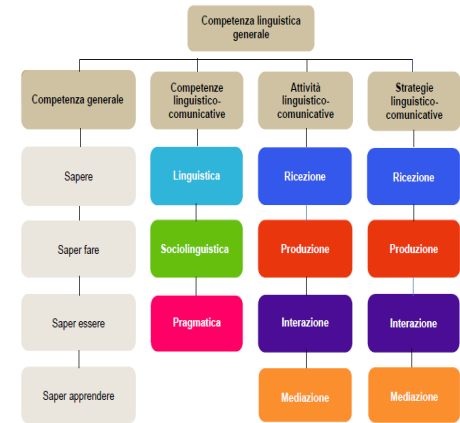 Competenza linguistica
generale
Competenza generale
Competenze
linguistico-
comunicative
Attività
linguistico-
comunicative
Strategie
linguistico-
comunicative
Sapere
Linguistica
Ricezione
Ricezione
Saper fare
Sociolinguistica
Produzione
Produzione
Saper essere
Pragmatica
Interazione
Interazione
Saper apprendere
Mediazione
Mediazione